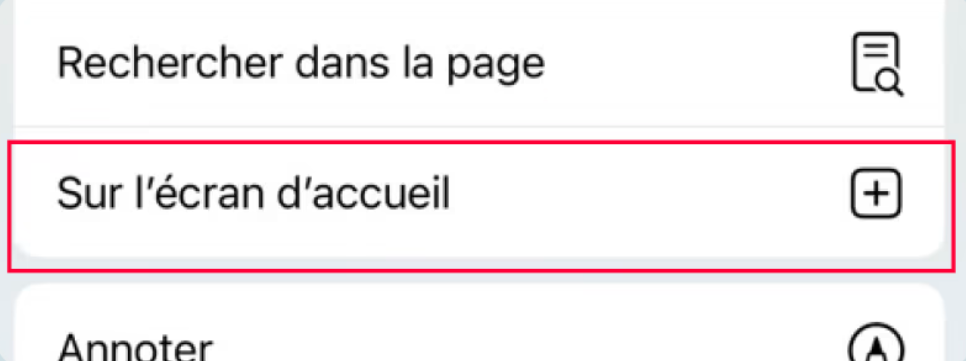 Rechercher dans la page
Sur l’écran d’accueil
Annoter